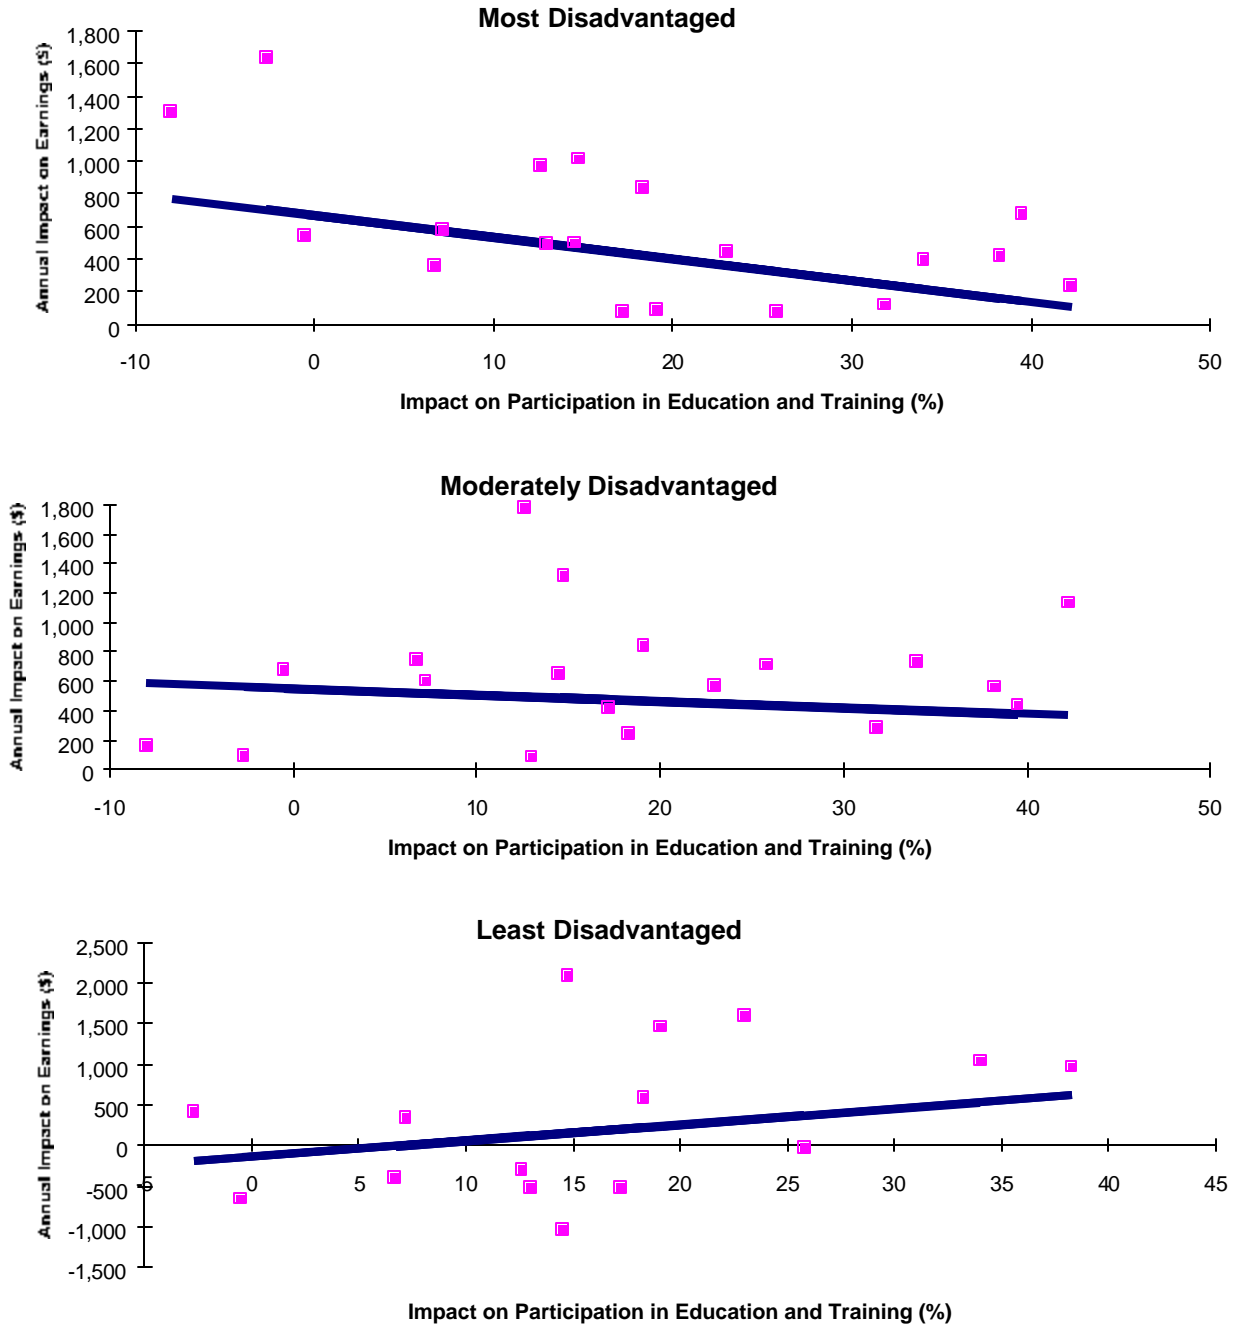 Most Disadvantaged
Annual Impact on Earnings ($)
1,800
1,600
1,400
1,200
1,000
800
600
400
200
0
-10 0 10 20 30 40 50
Impact on Participation in Education and Training (%)
Moderately Disadvantaged
Annual Impact on Earnings ($)
1,800
1,600
1,400
1,200
1,000
800
600
400
200
0
-10 0 10 20 30 40 50
Impact on Participation in Education and Training (%)
Least Disadvantaged
Annual Impact on Earnings ($)
2,500
2,000
1,500
1,000
500
0
-5 0 5 10 15 20 25 30 35 40 45
-500
-1,000
-1,500
Impact on Participation in Education and Training (%)